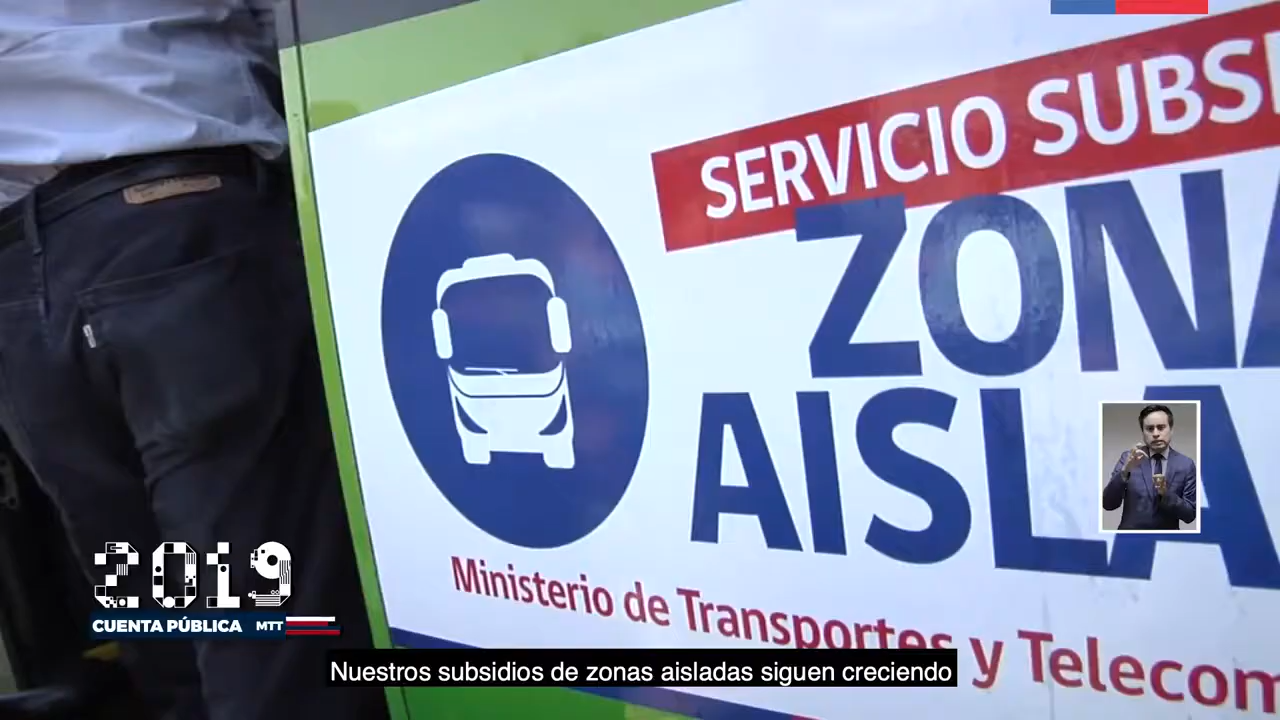 SERVICIO SUBSI
ZONA
AISLA
Ministerio de Transportes y Telecom
2019
CUENTA PÚBLICA MTT
Nuestros subsidios de zonas aisladas siguen creciendo